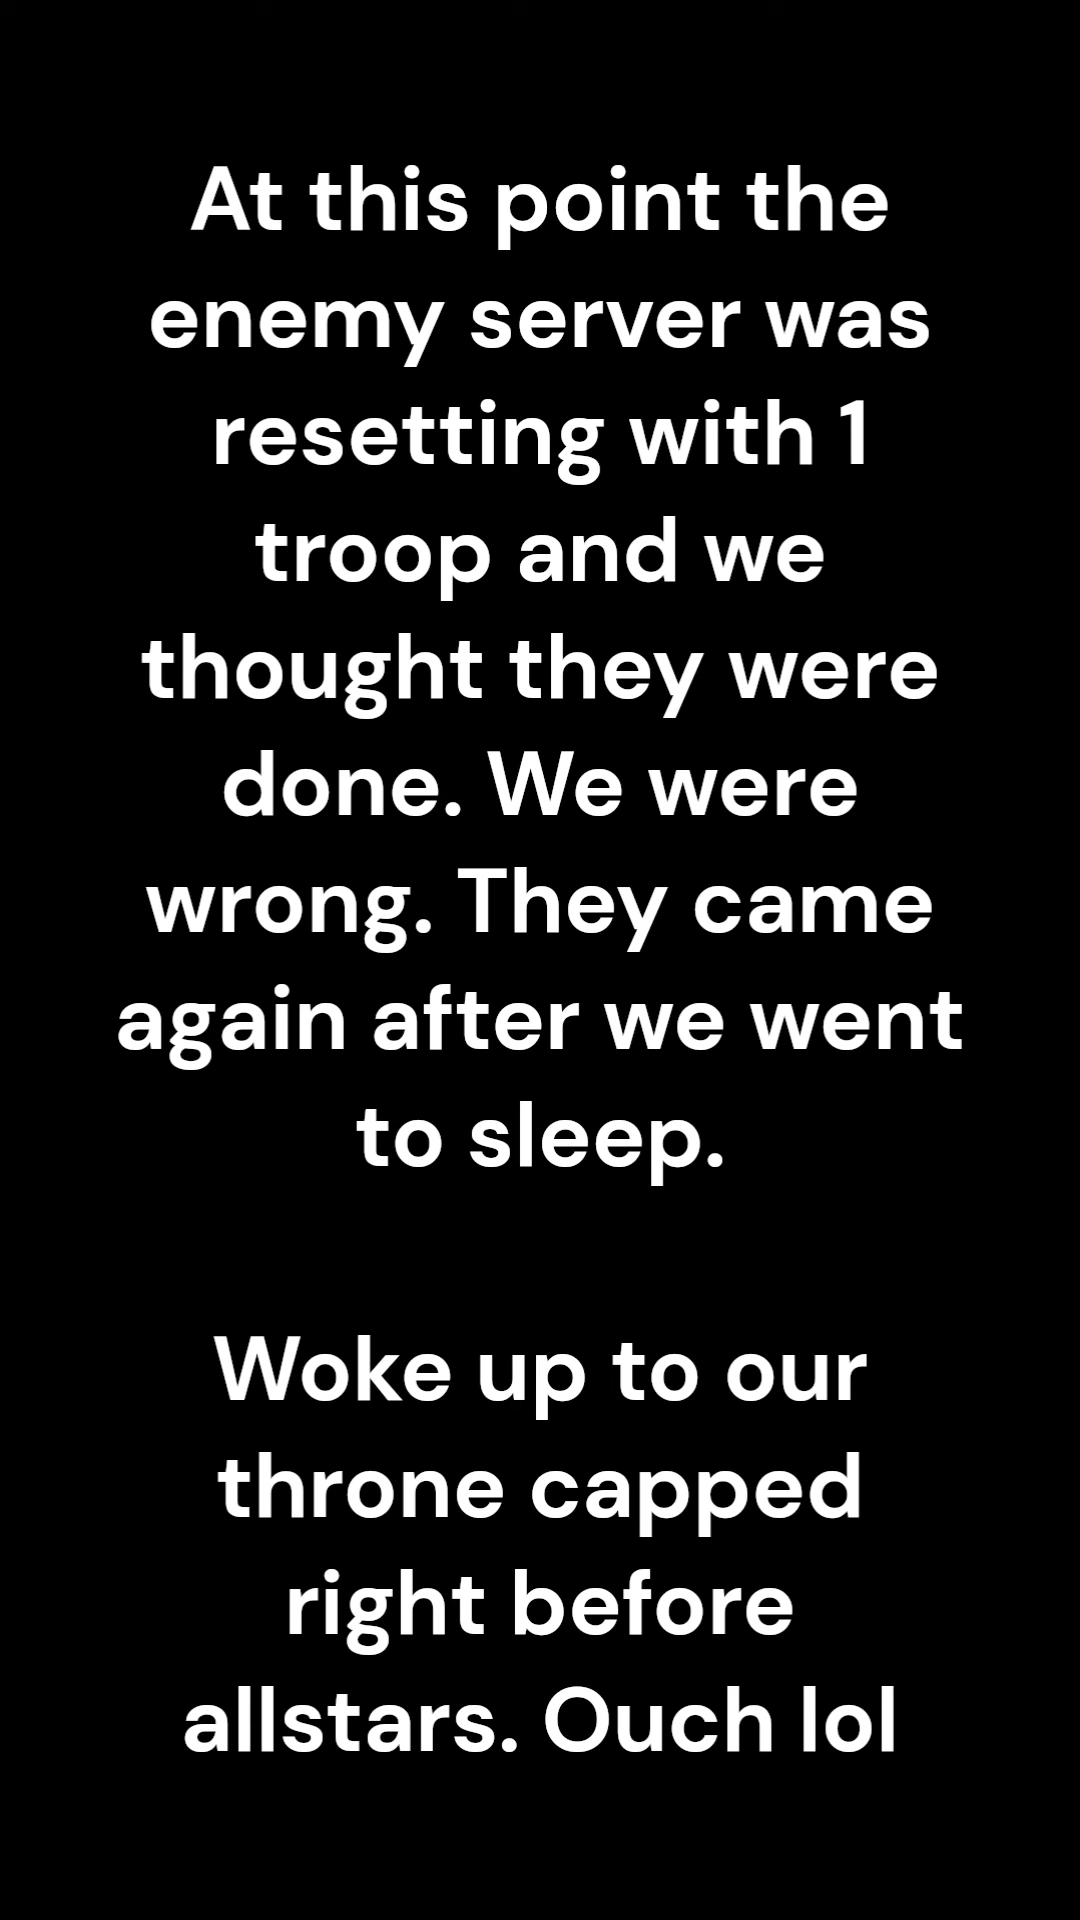 At this point the
enemy server was
resetting with 1
troop and we
thought they were
done. We were
wrong. They came
again after we went
to sleep.
Woke up to our
throne capped
right before
allstars. Ouch lol